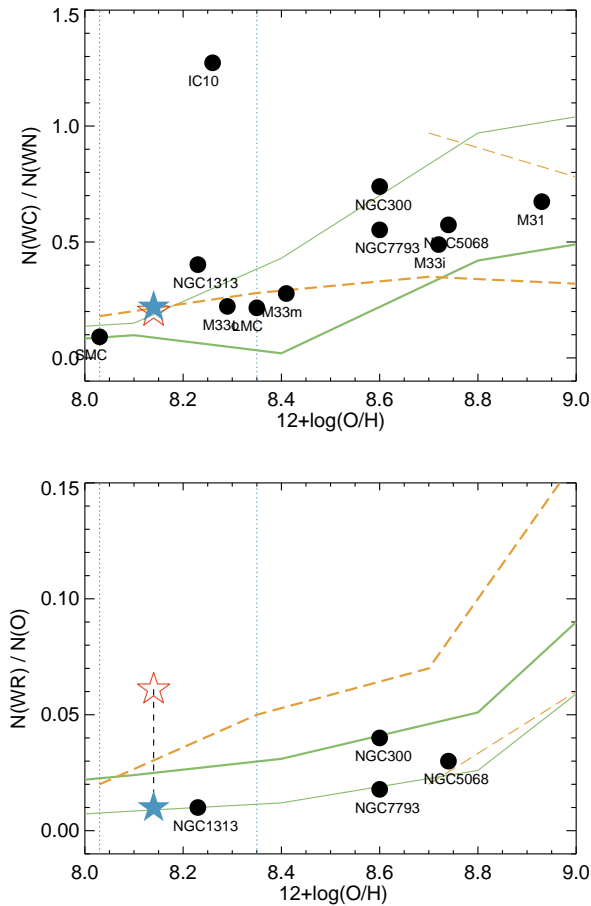 1.5
1.0
0.5
0.0
N(WC) / N(WN)
IC10
NGC300
M31
NGC7793
NGC5068
M33i
NGC1313
M33o
LMC
M33m
SMC
8.0 8.2 8.4 8.6 8.8 9.0
12+log(O/H)
0.15
0.10
0.05
0.00
N(WR) / N(O)
NGC300
NGC5068
NGC7793
NGC1313
8.0 8.2 8.4 8.6 8.8 9.0
12+log(O/H)